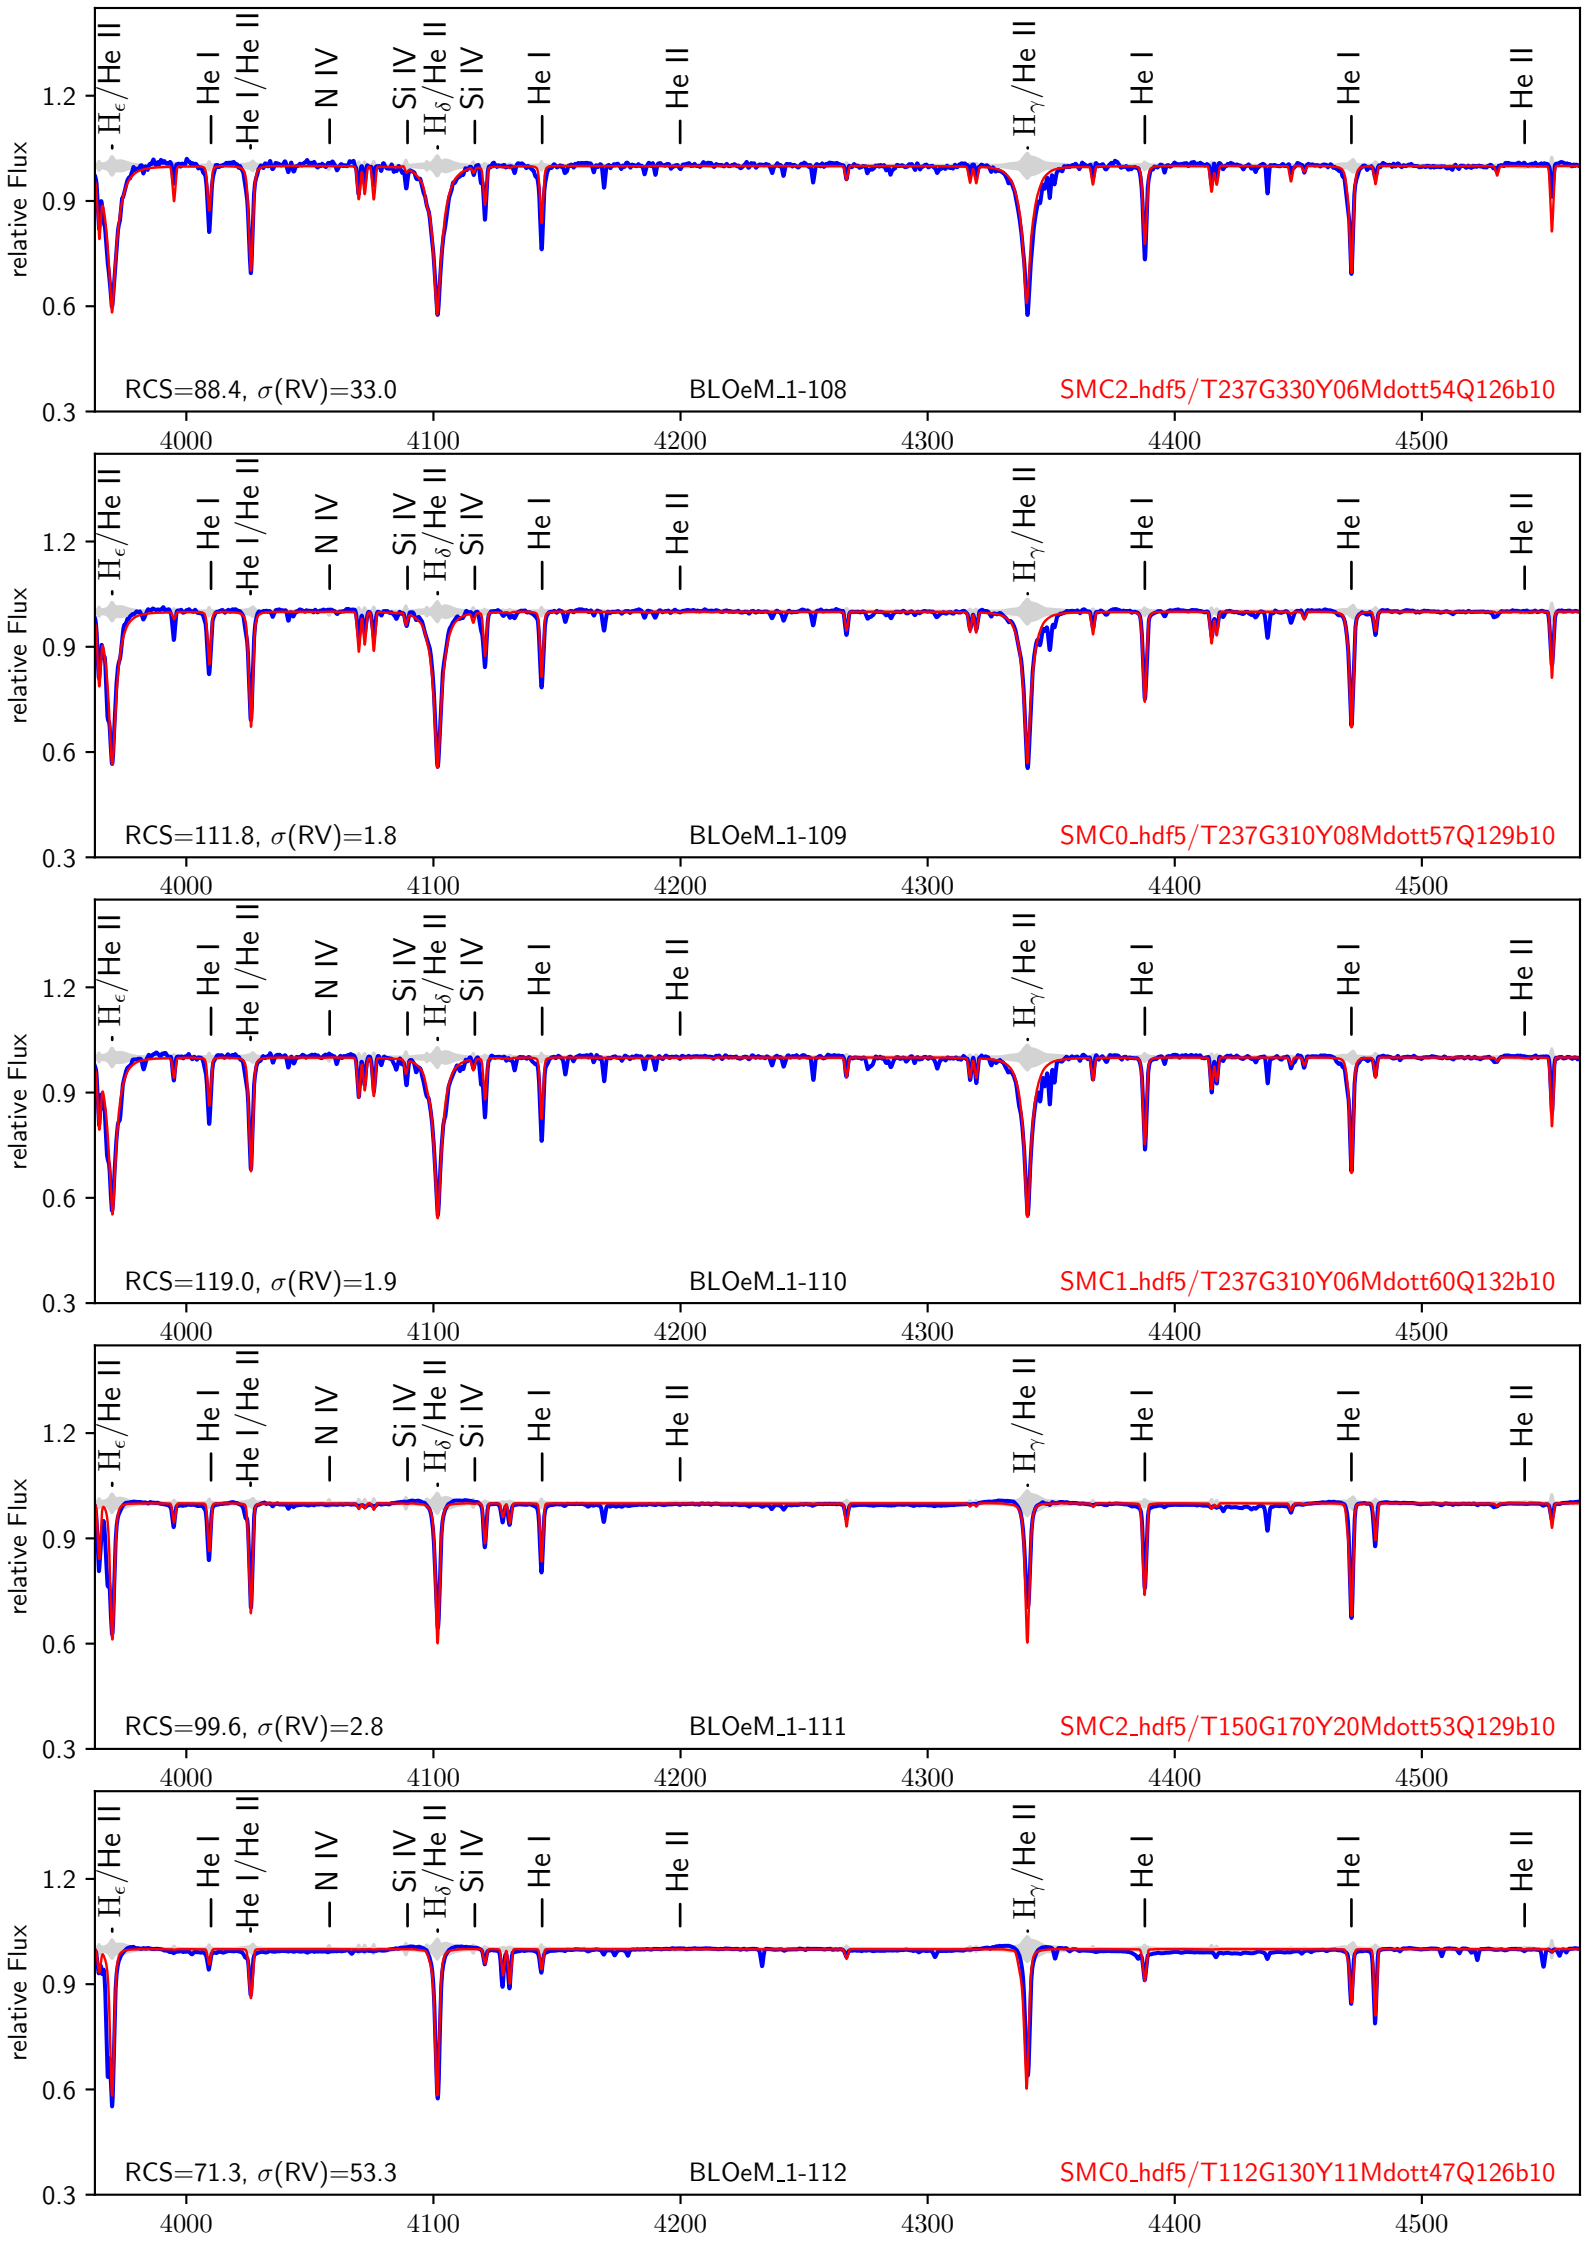 Hε/He II
He I
He I/He II
N IV
Si IV
Hδ/He II
Si IV
He I
He II
Hγ/He II
He I
He I
He II
relative Flux
1.2
0.9
0.6
0.3
RCS=88.4, σ(RV)=33.0
BLOeM_1-108
SMC2_hdf5/T237G330Y06Mdott54Q126b10
4000 4100 4200 4300 4400 4500
Hε/He II
He I
He I/He II
N IV
Si IV
Hδ/He II
Si IV
He I
He II
Hγ/He II
He I
He I
He II
relative Flux
1.2
0.9
0.6
0.3
RCS=111.8, σ(RV)=1.8
BLOeM_1-109
SMC0_hdf5/T237G310Y08Mdott57Q129b10
4000 4100 4200 4300 4400 4500
Hε/He II
He I
He I/He II
N IV
Si IV
Hδ/He II
Si IV
He I
He II
Hγ/He II
He I
He I
He II
relative Flux
1.2
0.9
0.6
0.3
RCS=119.0, σ(RV)=1.9
BLOeM_1-110
SMC1_hdf5/T237G310Y06Mdott60Q132b10
4000 4100 4200 4300 4400 4500
Hε/He II
He I
He I/He II
N IV
Si IV
Hδ/He II
Si IV
He I
He II
Hγ/He II
He I
He I
He II
relative Flux
1.2
0.9
0.6
0.3
RCS=99.6, σ(RV)=2.8
BLOeM_1-111
SMC2_hdf5/T150G170Y20Mdott53Q129b10
4000 4100 4200 4300 4400 4500
Hε/He II
He I
He I/He II
N IV
Si IV
Hδ/He II
Si IV
He I
He II
Hγ/He II
He I
He I
He II
relative Flux
1.2
0.9
0.6
0.3
RCS=71.3, σ(RV)=53.3
BLOeM_1-112
SMC0_hdf5/T112G130Y11Mdott47Q126b10
4000 4100 4200 4300 4400 4500